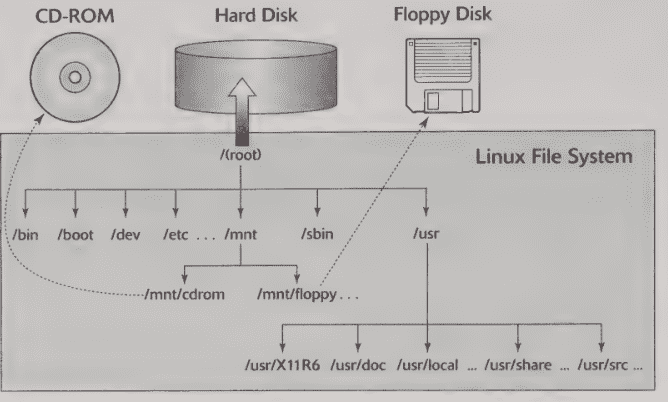 CD-ROM Hard Disk Floppy Disk
/(root)
Linux File System
/bin /boot /dev /etc ... /mnt /sbin /usr
/mnt/cdrom /mnt/floppy...
/usr/X11R6 /usr/doc /usr/local ... /usr/share ... /usr/src ...